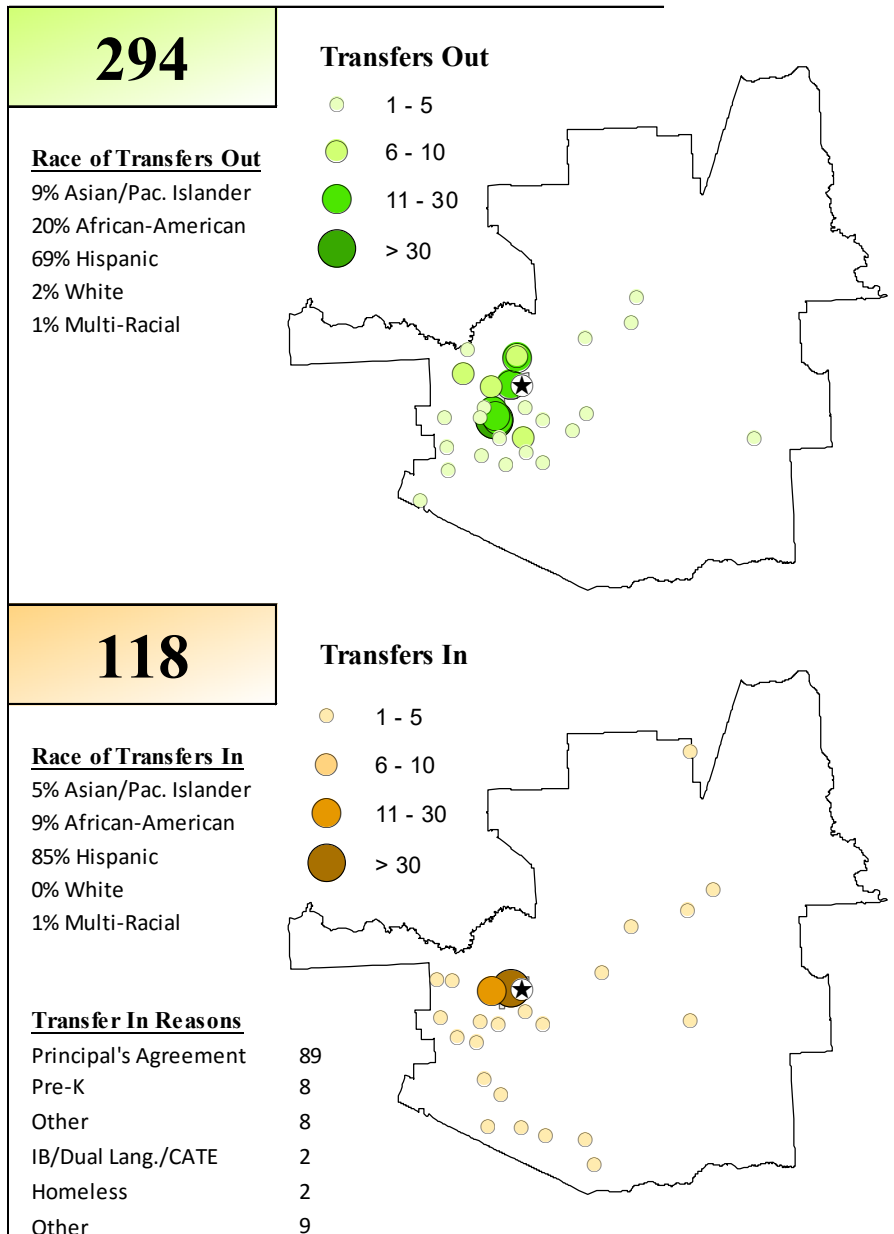 294
Transfers Out
1 - 5
6 - 10
11 - 30
> 30
Race of Transfers Out
9% Asian/Pac. Islander
20% African-American
69% Hispanic
2% White
1% Multi-Racial
118
Transfers In
1 - 5
6 - 10
11 - 30
> 30
Race of Transfers In
5% Asian/Pac. Islander
9% African-American
85% Hispanic
0% White
1% Multi-Racial
Transfer In Reasons
Principal's Agreement 89
Pre-K 8
Other 8
IB/Dual Lang./CATE 2
Homeless 2
Other 9